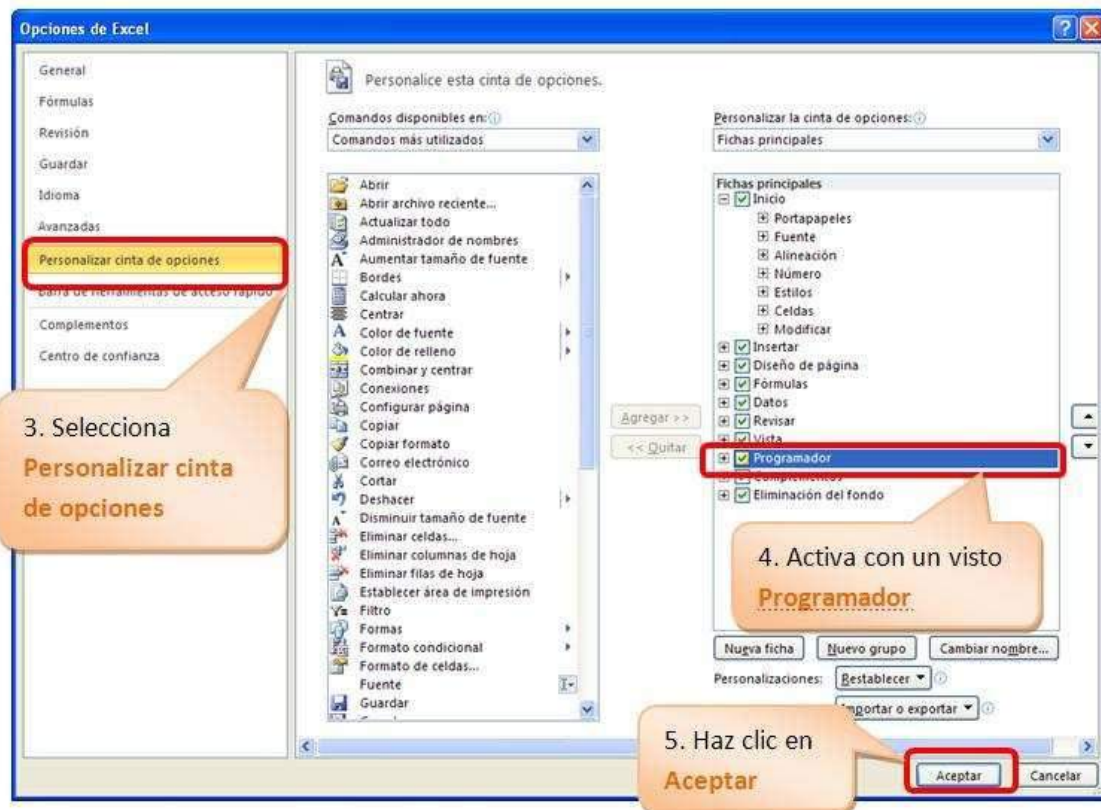 Opciones de Excel
General
Fórmulas
Revisión
Guardar
Idioma
Avanzadas
Personalizar cinta de opciones
Barra de herramientas de acceso rápido
Complementos
Centro de confianza
3. Selecciona
Personalizar cinta
de opciones
Personalice esta cinta de opciones.
Comandos disponibles en:
Comandos más utilizados
Abrir
Abrir archivo reciente...
Actualizar todo
Administrador de nombres
Aumentar tamaño de fuente
Bordes
Calcular ahora
Centrar
Color de fuente
Color de relleno
Combinar y centrar
Conexiones
Configurar página
Copiar
Copiar formato
Correo electrónico
Cortar
Deshacer
Disminuir tamaño de fuente
Eliminar celdas...
Eliminar columnas de hoja
Eliminar filas de hoja
Establecer área de impresión
Filtro
Formas
Formato condicional
Formato de celdas...
Fuente
Guardar
Agregar >>
<< Quitar
Personalizar la cinta de opciones:
Fichas principales
Fichas principales
Inicio
Portapapeles
Fuente
Alineación
Número
Estilos
Celdas
Modificar
Insertar
Diseño de página
Fórmulas
Datos
Revisar
Vista
Programador
Complementos
Eliminación del fondo
4. Activa con un visto
Programador
Nueva ficha Nuevo grupo Cambiar nombre...
Personalizaciones: Restablecer
Importar o exportar
5. Haz clic en
Aceptar
Aceptar Cancelar